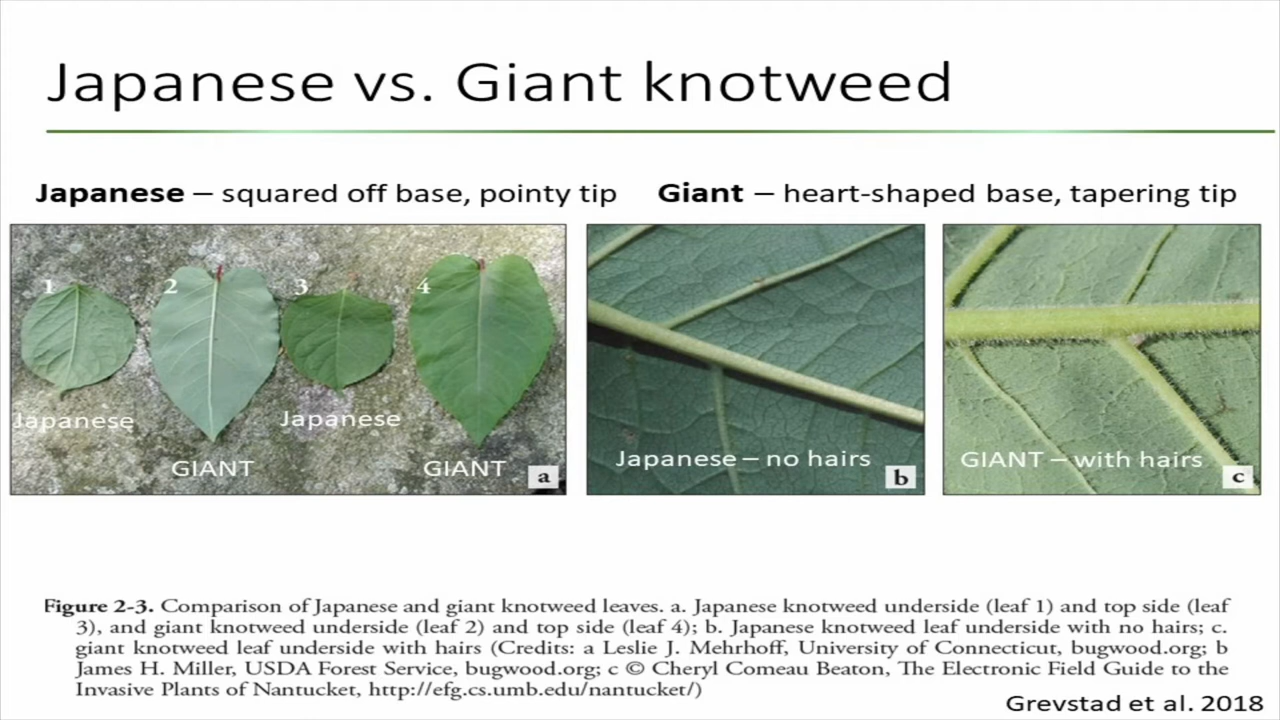 Japanese vs. Giant knotweed
Japanese – squared off base, pointy tip
Giant – heart-shaped base, tapering tip
1
2
3
4
Japanese
GIANT
Japanese
GIANT
a
Japanese – no hairs
b
GIANT – with hairs
c
Figure 2-3. Comparison of Japanese and giant knotweed leaves. a. Japanese knotweed underside (leaf 1) and top side (leaf
3), and giant knotweed underside (leaf 2) and top side (leaf 4); b. Japanese knotweed leaf underside with no hairs; c.
giant knotweed leaf underside with hairs (Credits: a Leslie J. Mehrhoff, University of Connecticut, bugwood.org; b
James H. Miller, USDA Forest Service, bugwood.org; c © Cheryl Comeau Beaton, The Electronic Field Guide to the
Invasive Plants of Nantucket, http://efg.cs.umb.edu/nantucket/)
Grevstad et al. 2018